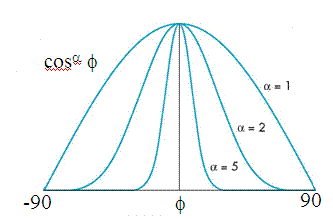 cosα ϕ
α = 1
α = 2
α = 5
-90 ϕ 90